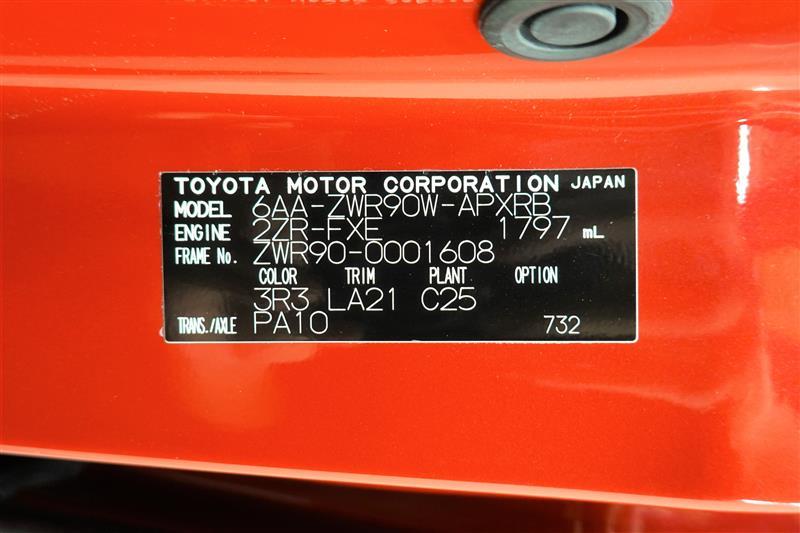 TOYOTA MOTOR CORPORATION JAPAN
MODEL 6AA-ZWR90W-APXRB
ENGINE 2ZR-FXE 1797 mL
FRAME No. ZWR90-0001608
COLOR TRIM PLANT OPTION
3R3 LA21 C25
TRANS./AXLE PA10 732